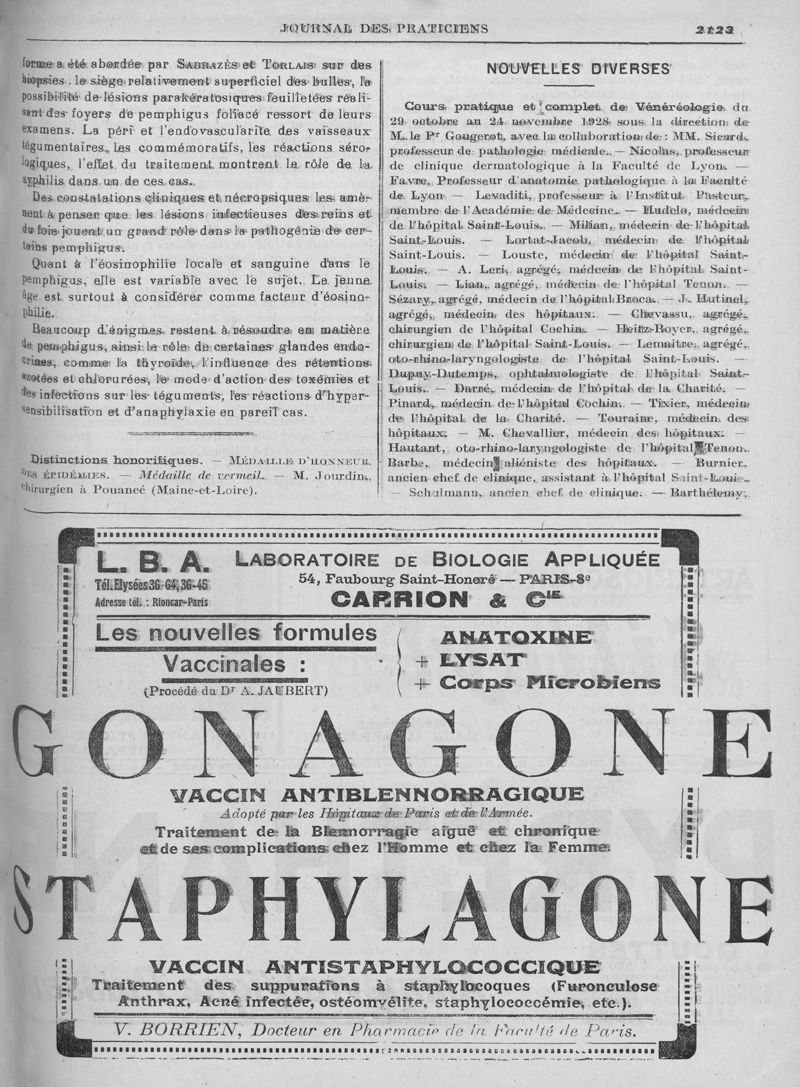 JOURNAL DES PRATICIENS
2123
forme a été abordée par SABRAZÈS et TORLAIS sur des
biopsies. le siège relativement superficiel des bulles, la
possibilité de lésions parakératosiques feuilletées réali-
sant des foyers de pemphigus foliacé ressort de leurs
examens. La péri et l'endovascularite des vaisseaux
tégumentaires, les commémoratifs, les réactions séro-
logiques, l'effet du traitement montrent le rôle de la
syphilis dans un de ces cas.
Des constatations cliniques et nécropsiques les amè-
nent à penser que les lésions infectieuses des reins et
du foie jouent un grand rôle dans la pathogénie de cer-
tains pemphigus.
Quant à l'éosinophilie locale et sanguine dans le
pemphigus, elle est variable avec le sujet. Le jeune
âge est surtout à considérer comme facteur d'éosino-
philie.
Beaucoup d'énigmes restent à résoudre en matière
de pemphigus, ainsi le rôle de certaines glandes endo-
crines, comme la thyroïde, l'influence des rétentions
azotées et chlorurées, le mode d'action des toxémies et
des infections sur les téguments, les réactions d'hyper-
sensibilisation et d'anaphylaxie en pareil cas.
Distinctions honorifiques. — MÉDAILLE D'HONNEUR
DES ÉPIDÉMIES. — Médaille de vermeil. — M. Jourdin,
chirurgien à Pouancé (Maine-et-Loire).
NOUVELLES DIVERSES
Cours pratique et complet de Vénéréologie du
29 octobre au 24 novembre 1928 sous la direction de
M. le Pr Gougerot, avec la collaboration de : MM. Sicard,
professeur de pathologie médicale. — Nicolas, professeur
de clinique dermatologique à la Faculté de Lyon. —
Favre, Professeur d'anatomie pathologique à la Faculté
de Lyon — Levaditi, professeur à l'Institut Pasteur,
membre de l'Académie de Médecine. — Hudelo, médecin
de l'hôpital Saint-Louis. — Milian, médecin de l'hôpital
Saint-Louis. — Lortat-Jacob, médecin de l'hôpital
Saint-Louis. — Louste, médecin de l'hôpital Saint-
Louis. — A. Leri, agrégé, médecin de l'hôpital Saint-
Louis. — Lian, agrégé, médecin de l'hôpital Tenon. —
Sézary, agrégé, médecin de l'hôpital Broca. — J. Hutinel,
agrégé, médecin des hôpitaux. — Chevassu, agrégé,
chirurgien de l'hôpital Cochin. — Heitz-Boyer, agrégé,
chirurgien de l'hôpital Saint-Louis. — Lemaitre, agrégé,
oto-rhino-laryngologiste de l'hôpital Saint-Louis. —
Dupuy-Dutemps, ophtalmologiste de l'hôpital Saint-
Louis. — Darré, médecin de l'hôpital de la Charité. —
Pinard, médecin de l'hôpital Cochin. — Tixier, médecin
de l'hôpital de la Charité. — Touraine, médecin des
hôpitaux. — M. Chevallier, médecin des hôpitaux. —
Hautant, oto-rhino-laryngologiste de l'hôpital Tenon.
Barbe, médecin aliéniste des hôpitaux. — Burnier,
ancien chef de clinique, assistant à l'hôpital Saint-Louis.
— Schulmann, ancien chef de clinique. — Barthélemy,
L. B. A.
Tél. Elysées 36-64, 36-45
Adresse tél. : Rioncar-Paris
LABORATOIRE DE BIOLOGIE APPLIQUÉE
54, Faubourg Saint-Honoré — PARIS-8e
CARRION & Cie
Les nouvelles formules
Vaccinales :
(Procédé du Dr A. JAUBERT)
ANATOXINE
+ LYSAT
+ Corps Microbiens
GONAGONE
VACCIN ANTIBLENNORRAGIQUE
Adopté par les Hôpitaux de Paris et de l'Armée.
Traitement de la Blennorragie aiguë et chronique
et de ses complications chez l'Homme et chez la Femme.
STAPHYLAGONE
VACCIN ANTISTAPHYLOCOCCIQUE
Traitement des suppurations à staphylocoques (Furonculose
Anthrax, Acné infectée, ostéomyélite, staphylococcémie, etc.).
V. BORRIEN, Docteur en Pharmacie de la Faculté de Paris.